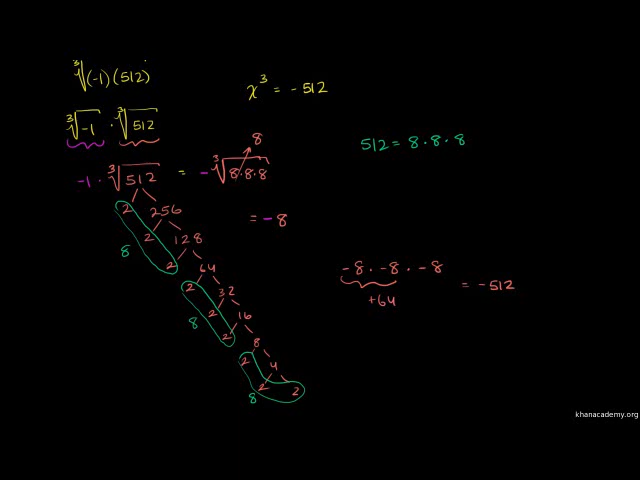 ∛(-1)(512)
x³ = -512
∛-1 · ∛512
512 = 8·8·8
8
-1 · ∛512 = -∛8·8·8
2 256
= -8
2 128
8
2 64
-8 · -8 · -8 = -512
2 32
+64
2 16
8
2 8
2 4
2 2
8
khanacademy.org